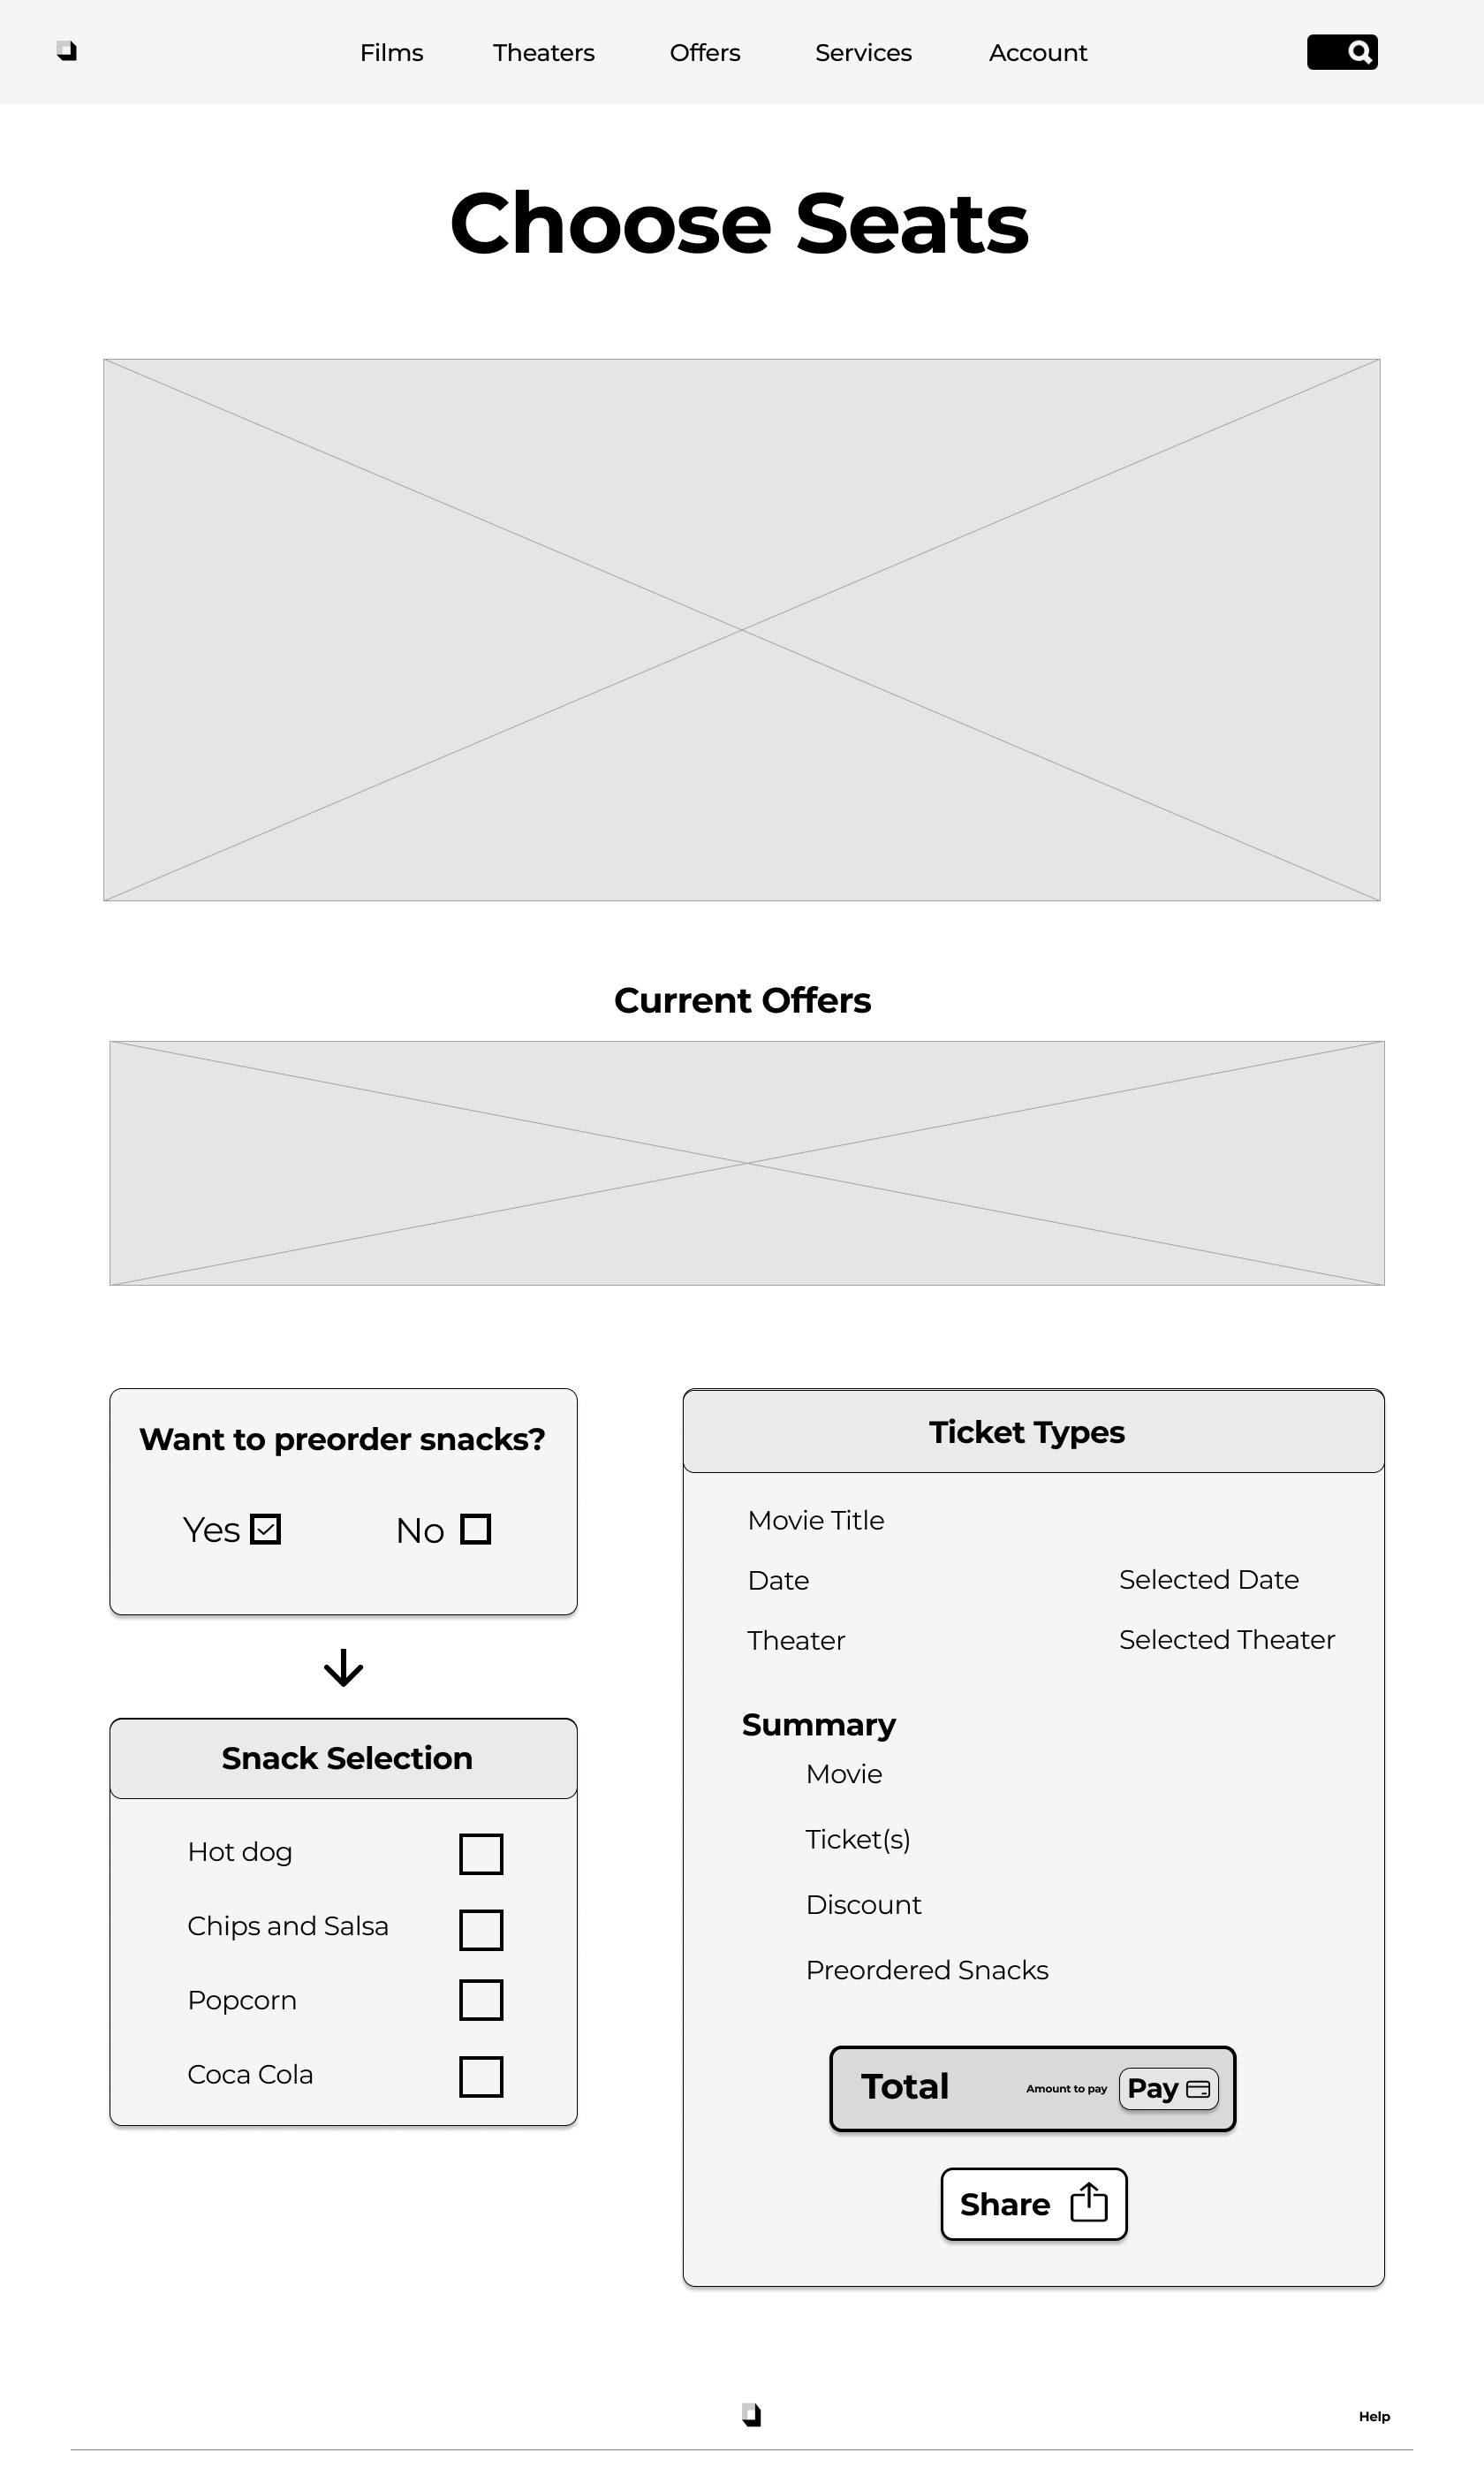 Films Theaters Offers Services Account
Choose Seats
Current Offers
Want to preorder snacks?
Yes No
Snack Selection
Hot dog
Chips and Salsa
Popcorn
Coca Cola
Ticket Types
Movie Title
Date Selected Date
Theater Selected Theater
Summary
Movie
Ticket(s)
Discount
Preordered Snacks
Total Amount to pay Pay
Share
Help